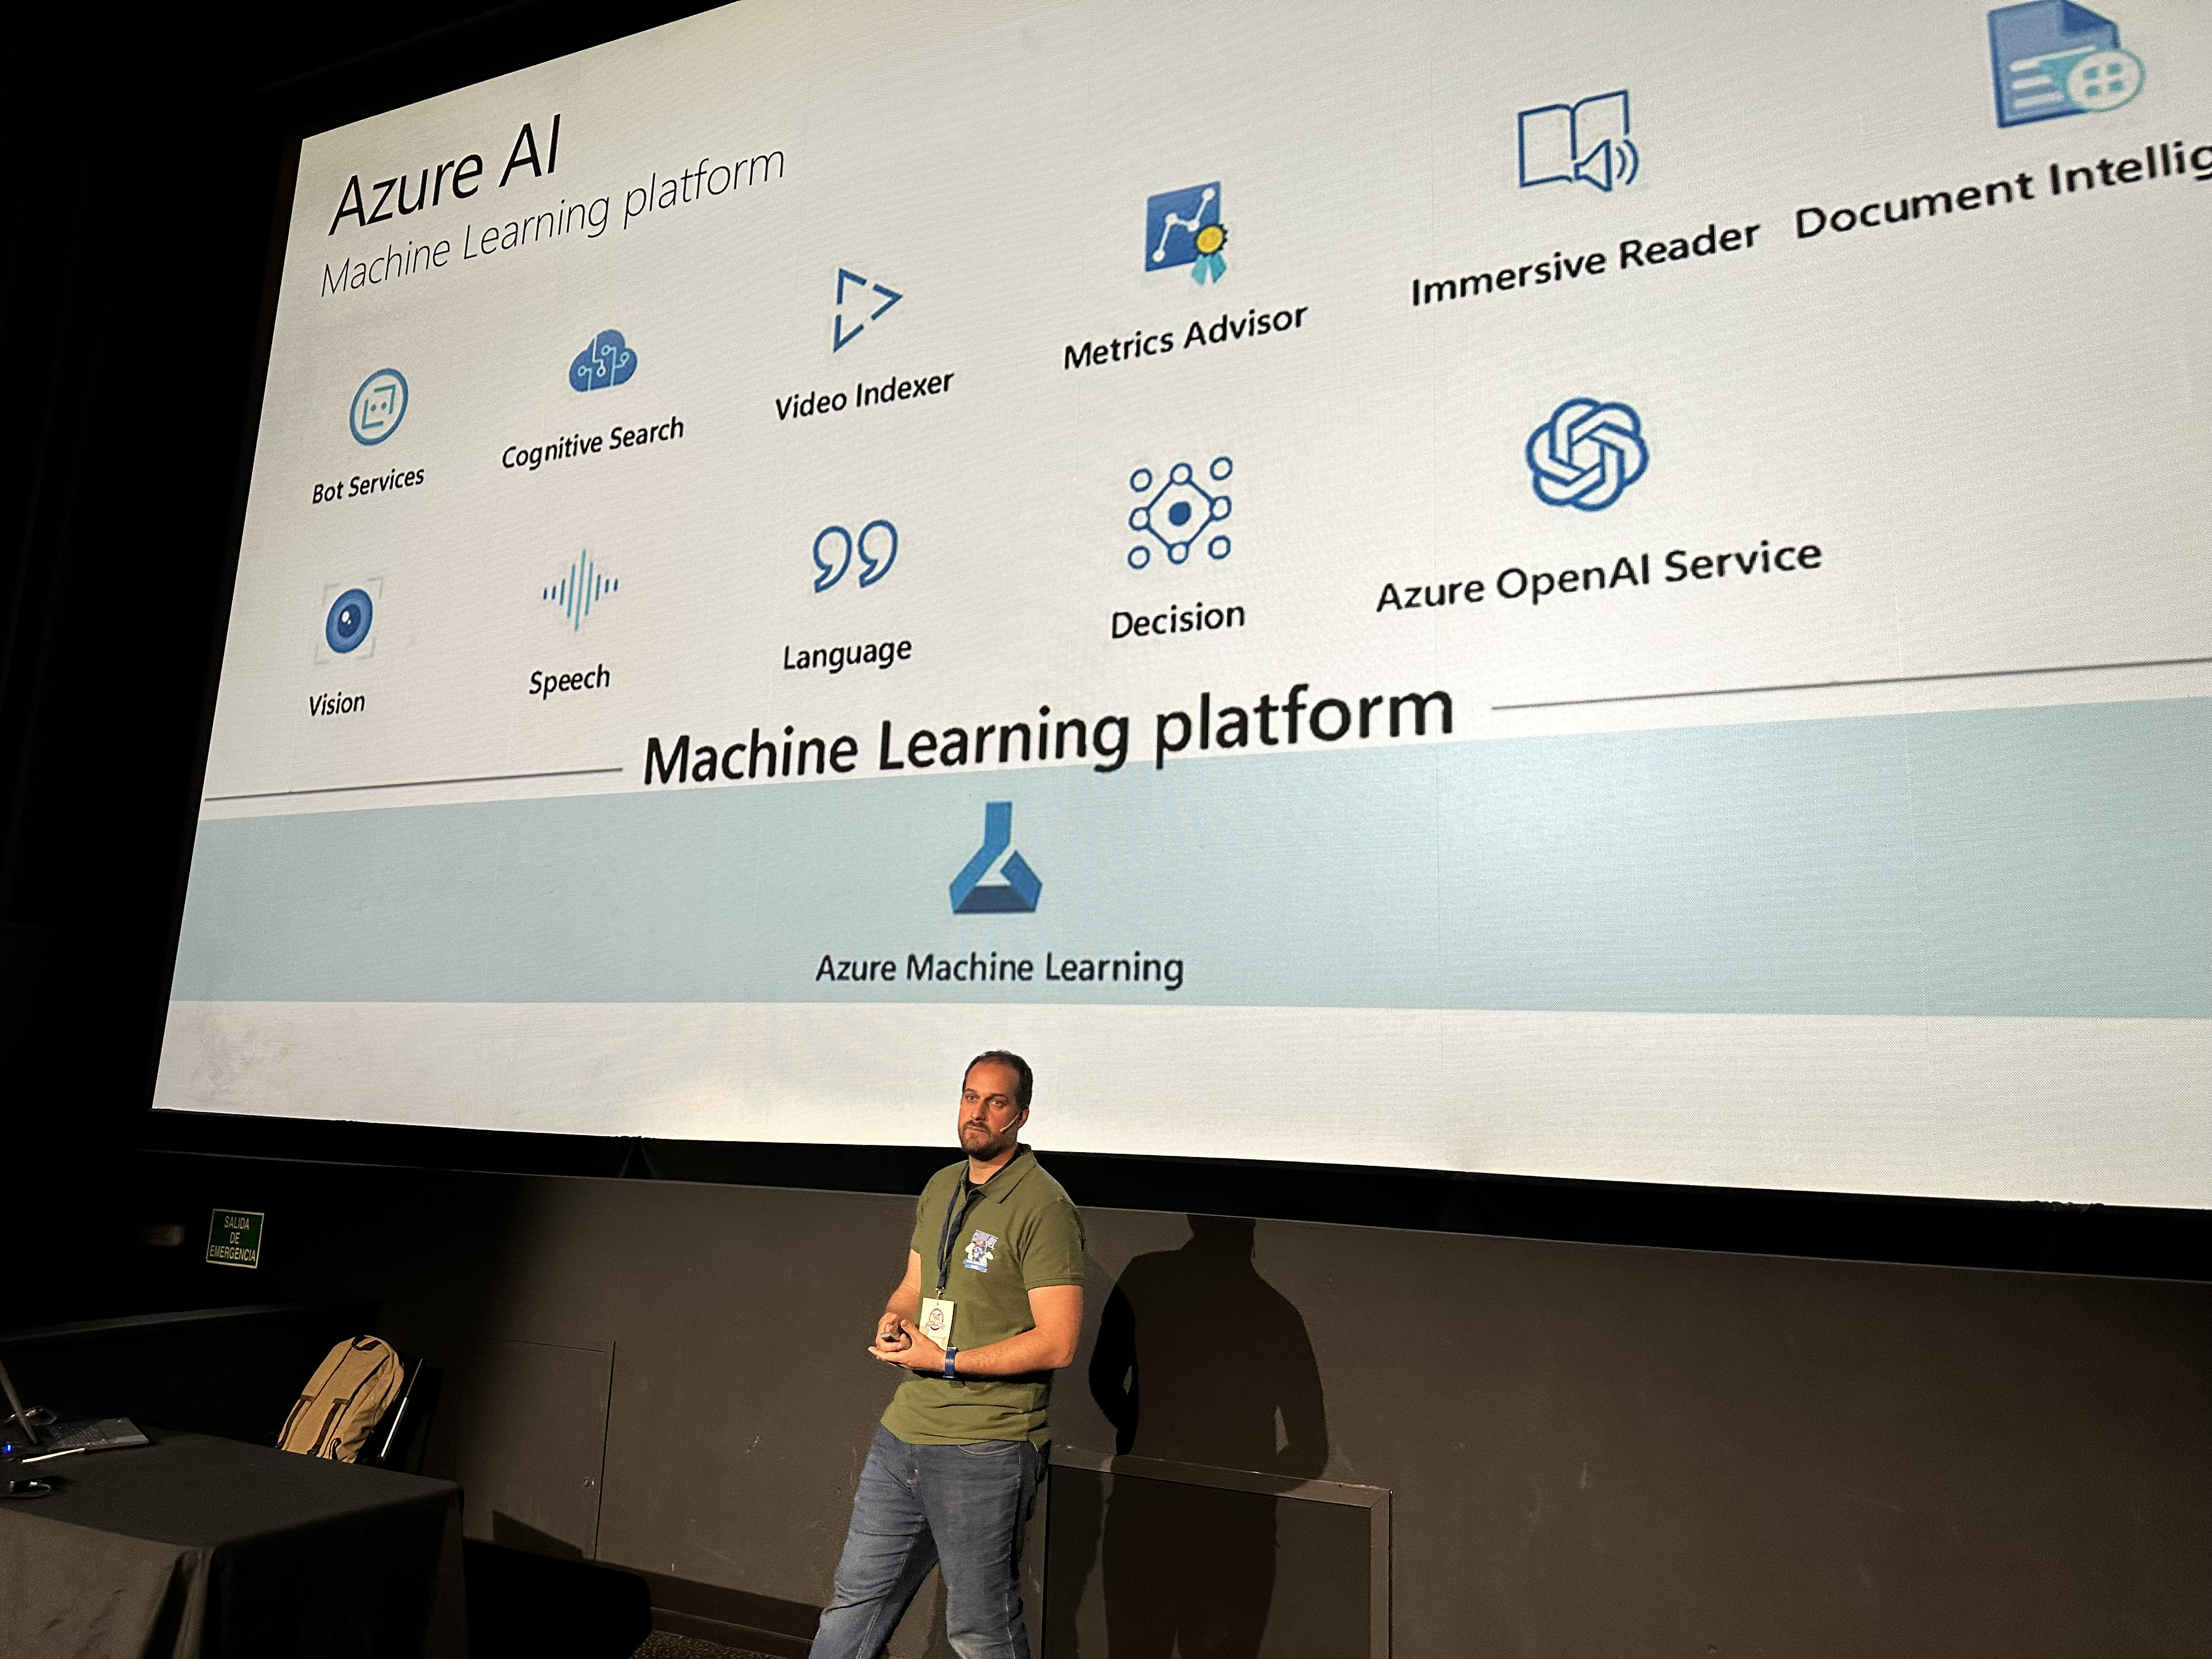 Azure AI
Machine Learning platform
Bot Services
Cognitive Search
Video Indexer
Metrics Advisor
Immersive Reader
Document Intellig
Vision
Speech
Language
Decision
Azure OpenAI Service
Machine Learning platform
Azure Machine Learning
SALIDA
DE
EMERGENCIA